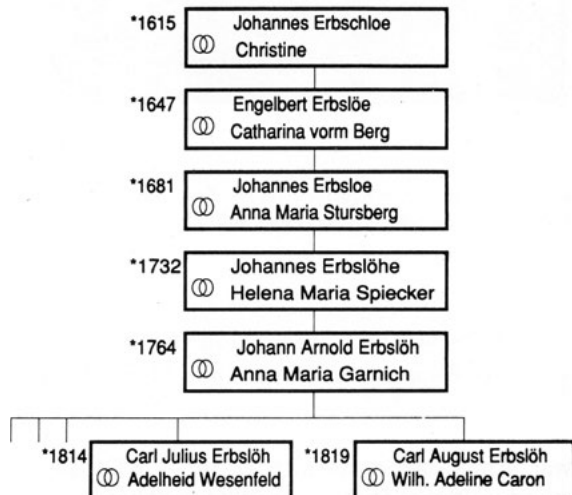 *1615 Johannes Erbschloe
⚭ Christine
*1647 Engelbert Erbslöe
⚭ Catharina vorm Berg
*1681 Johannes Erbsloe
⚭ Anna Maria Stursberg
*1732 Johannes Erbslöhe
⚭ Helena Maria Spiecker
*1764 Johann Arnold Erbslöh
⚭ Anna Maria Garnich
*1814 Carl Julius Erbslöh
⚭ Adelheid Wesenfeld
*1819 Carl August Erbslöh
⚭ Wilh. Adeline Caron